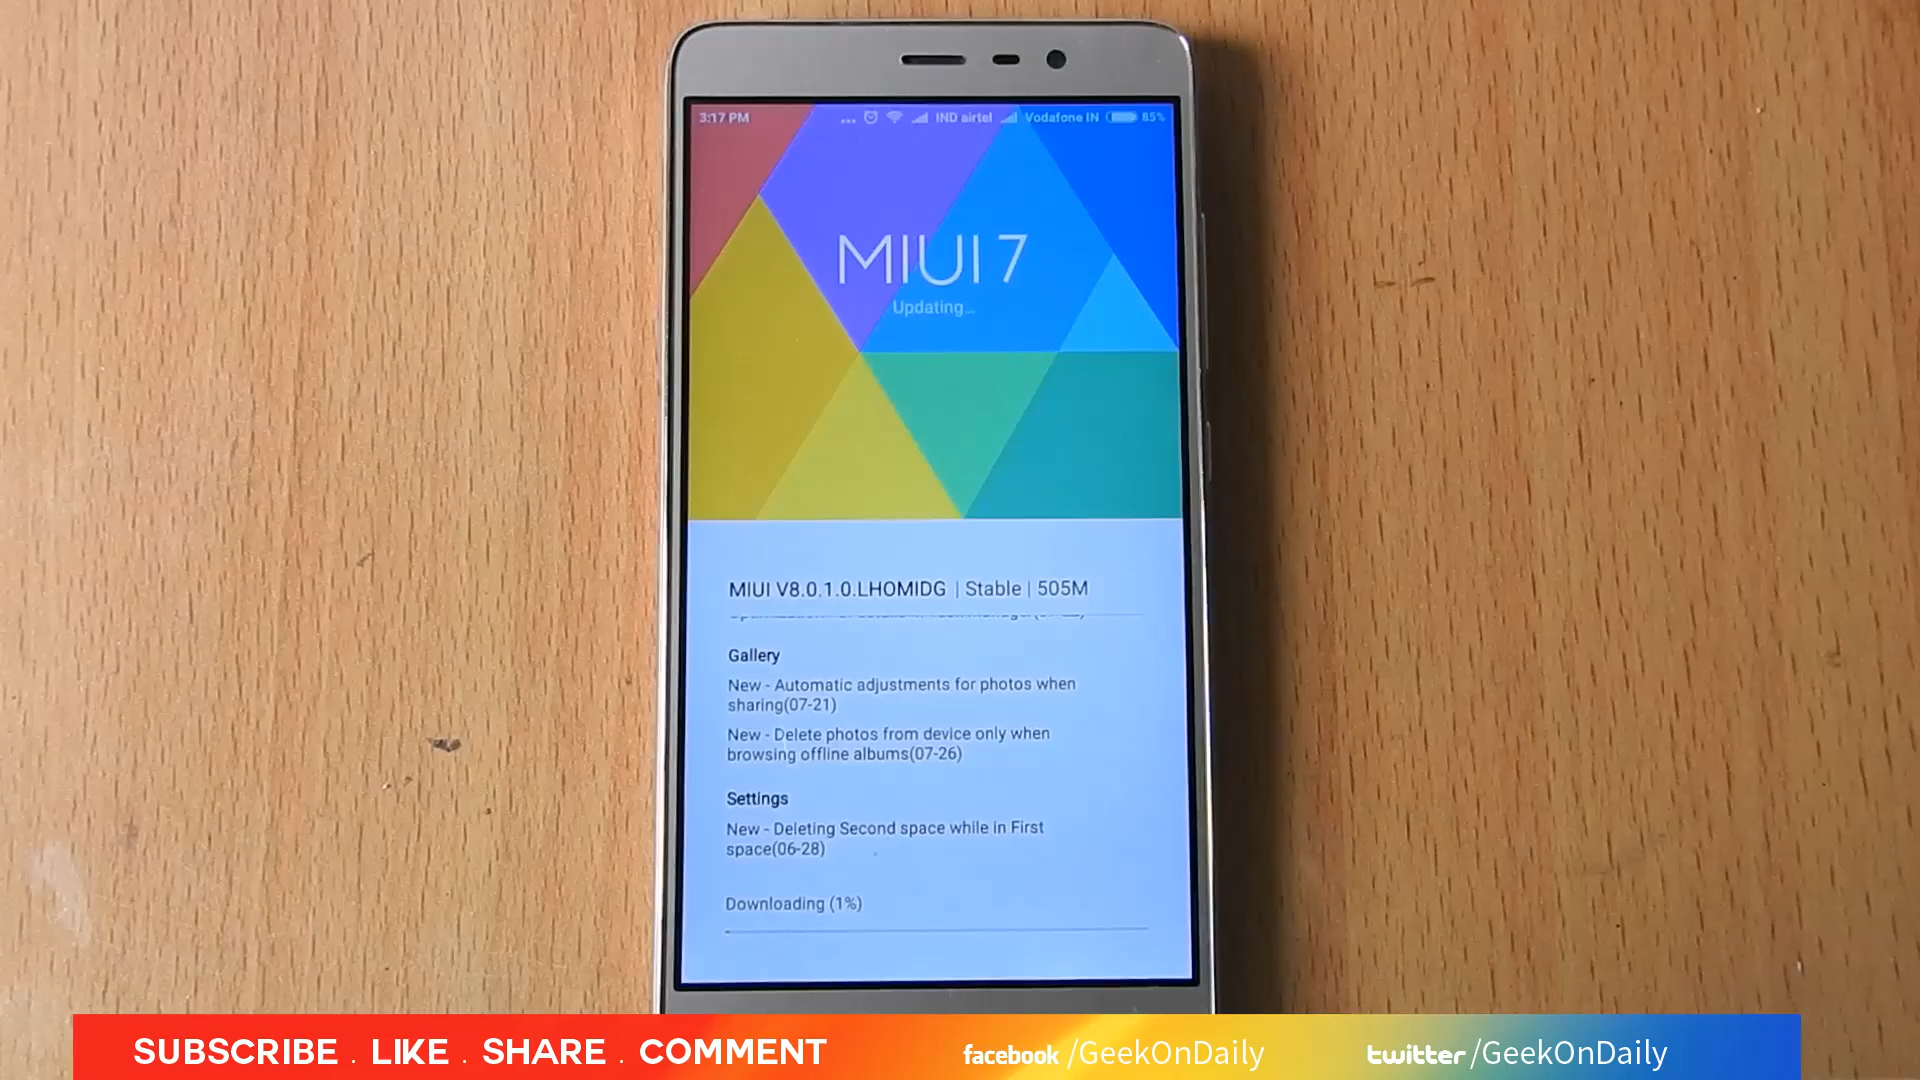 3:17 PM ... IND airtel Vodafone IN 85%
MIUI 7
Updating...
MIUI V8.0.1.0.LHOMIDG | Stable | 505M
Gallery
New - Automatic adjustments for photos when
sharing(07-21)
New - Delete photos from device only when
browsing offline albums(07-26)
Settings
New - Deleting Second space while in First
space(06-28)
Downloading (1%)
SUBSCRIBE . LIKE . SHARE . COMMENT
facebook /GeekOnDaily
twitter /GeekOnDaily